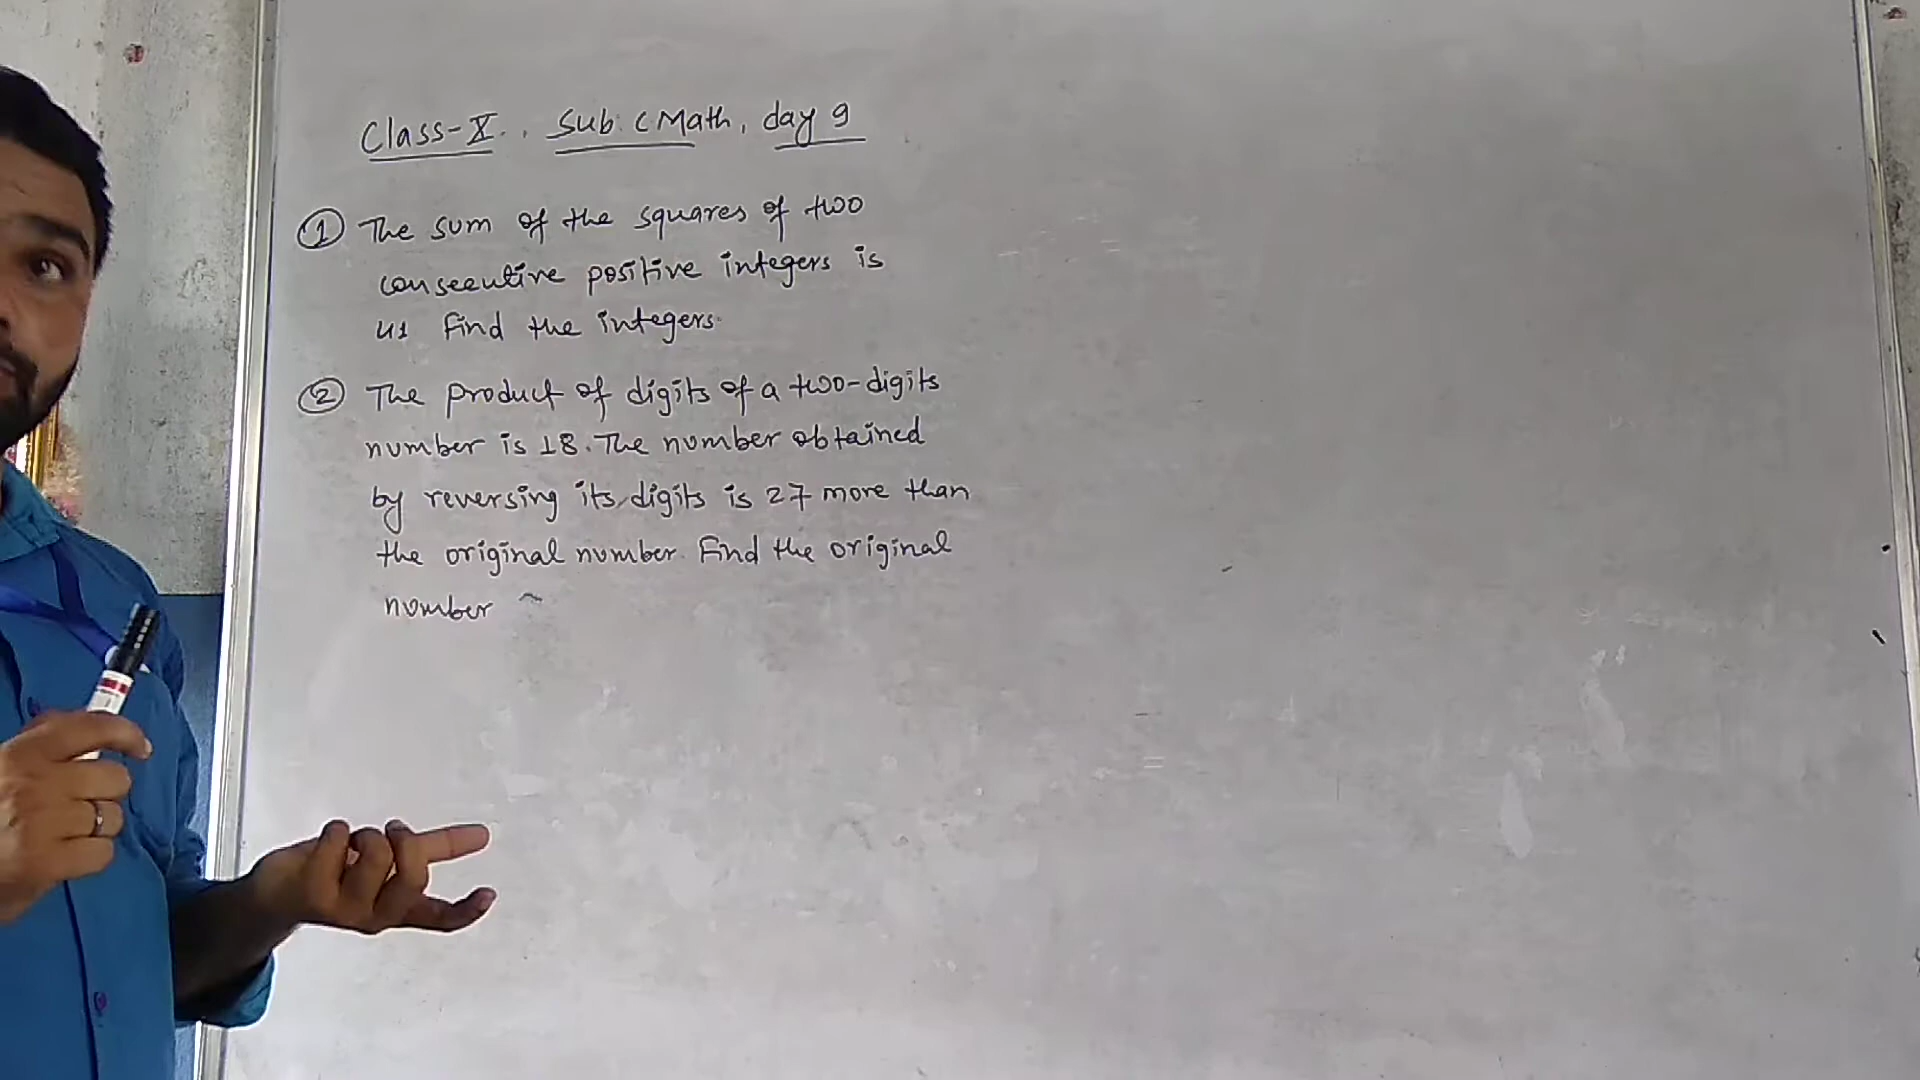 Class-X. Sub: C Math, day 9
① The sum of the squares of two
consecutive positive integers is
41 find the integers.
② The product of digits of a two-digits
number is 18. The number obtained
by reversing its digits is 27 more than
the original number. Find the original
number